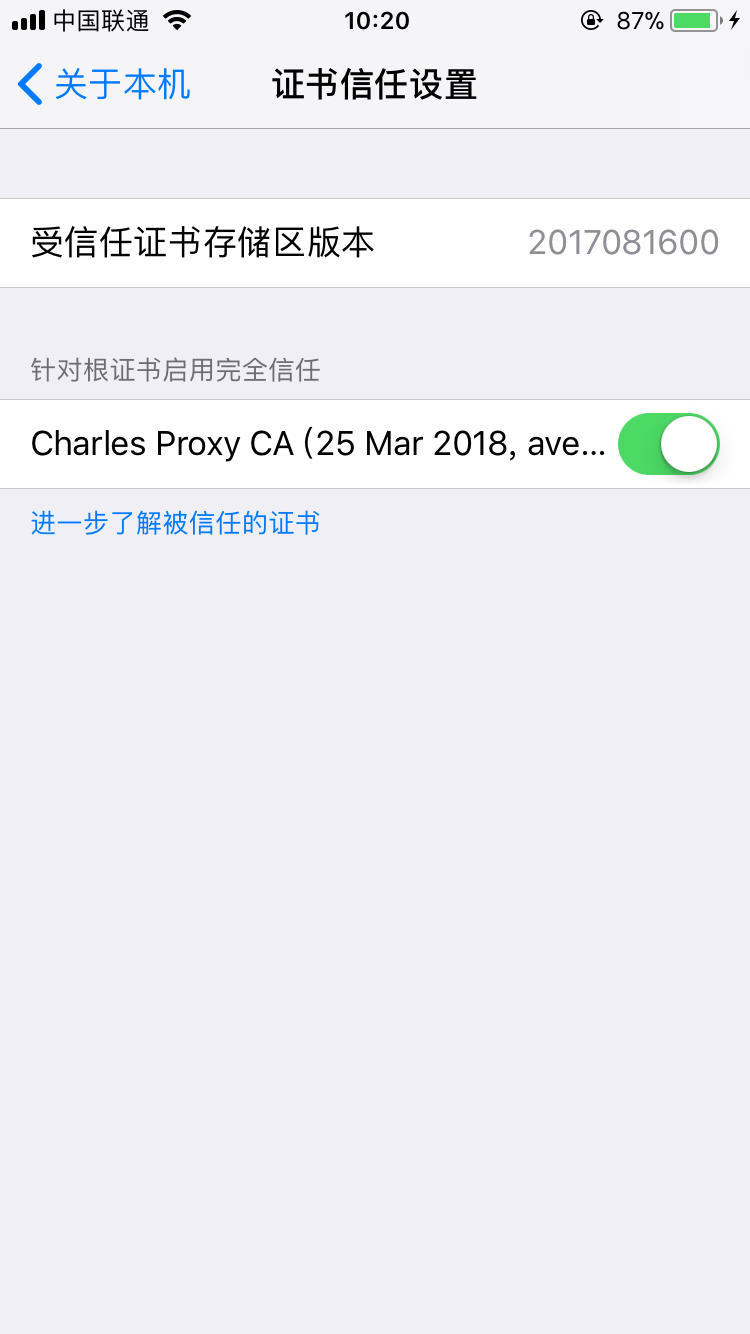 中国联通 10:20 87%
关于本机 证书信任设置
受信任证书存储区版本 2017081600
针对根证书启用完全信任
Charles Proxy CA (25 Mar 2018, ave...
进一步了解被信任的证书